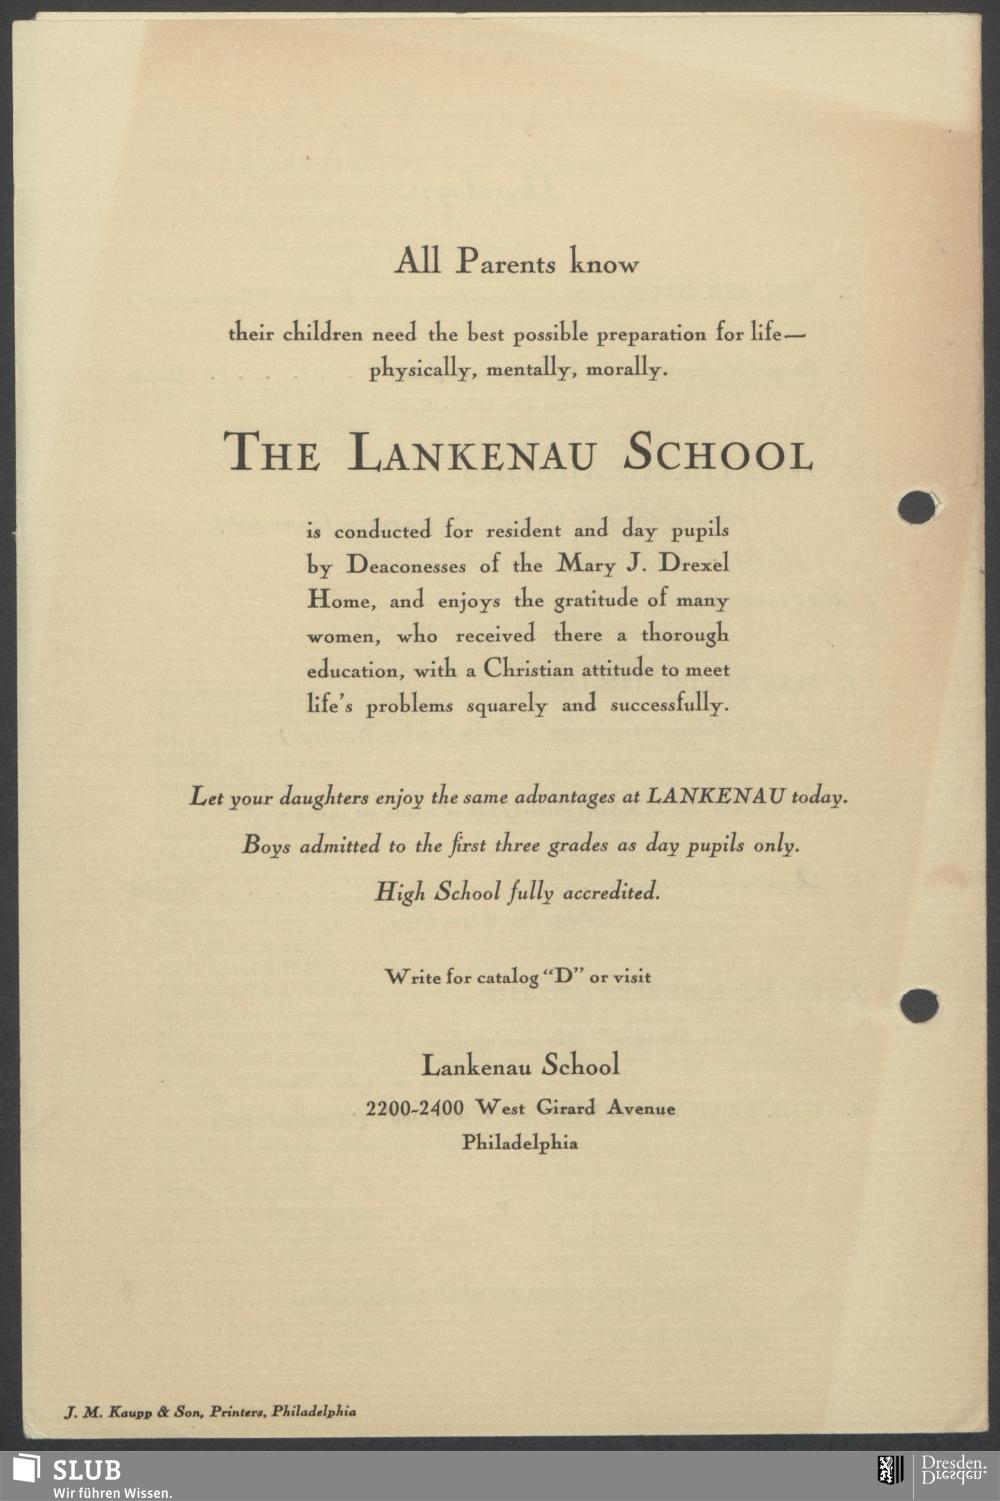 All Parents know
their children need the best possible preparation for life—
physically, mentally, morally.
THE LANKENAU SCHOOL
is conducted for resident and day pupils
by Deaconesses of the Mary J. Drexel
Home, and enjoys the gratitude of many
women, who received there a thorough
education, with a Christian attitude to meet
life's problems squarely and successfully.
Let your daughters enjoy the same advantages at LANKENAU today.
Boys admitted to the first three grades as day pupils only.
High School fully accredited.
Write for catalog “D” or visit
Lankenau School
2200-2400 West Girard Avenue
Philadelphia
J. M. Kaupp & Son, Printers, Philadelphia
SLUB
Wir führen Wissen.
Dresden.